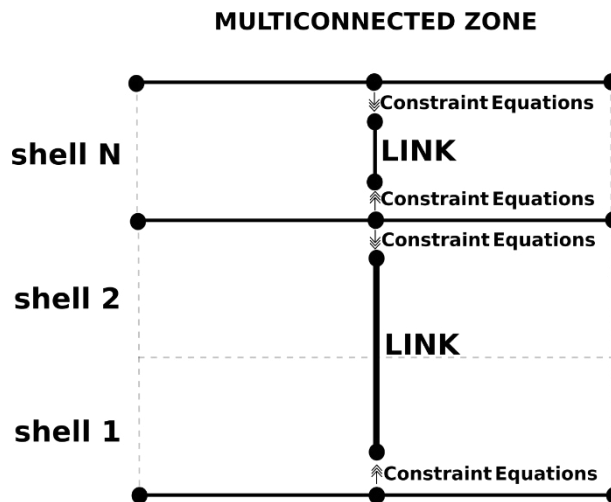 MULTICONNECTED ZONE
Constraint Equations
shell N
LINK
Constraint Equations
Constraint Equations
shell 2
LINK
shell 1
Constraint Equations